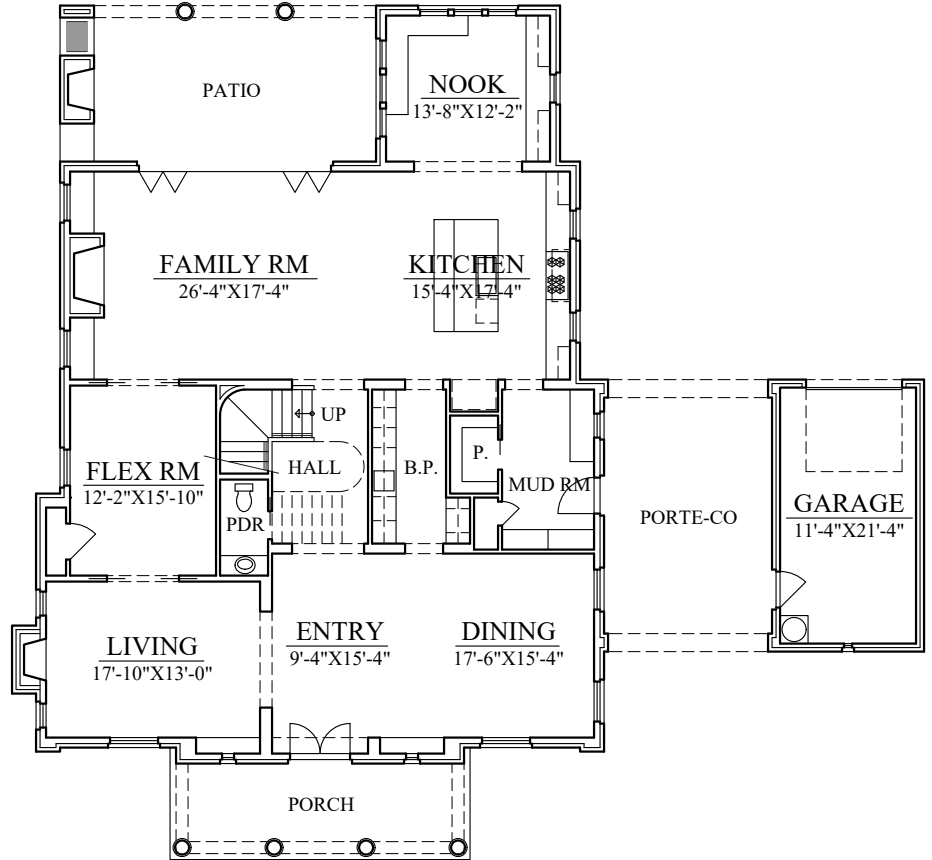 NOOK
13'-8"X12'-2"
PATIO
FAMILY RM
26'-4"X17'-4"
KITCHEN
15'-4"X17'-4"
UP
HALL
FLEX RM
12'-2"X15'-10"
PDR
B.P.
P.
MUD RM
PORTE-CO
GARAGE
11'-4"X21'-4"
LIVING
17'-10"X13'-0"
ENTRY
9'-4"X15'-4"
DINING
17'-6"X15'-4"
PORCH